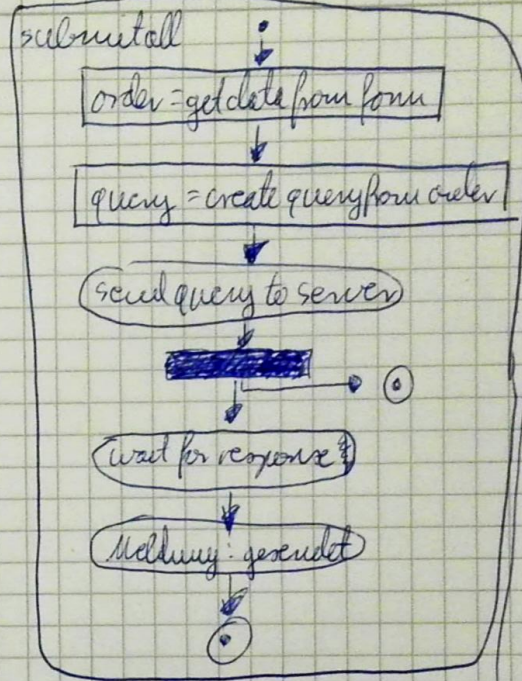 submitall
order = getdata from form
query = create query from order
send query to server
wait for response
Meldung: gesendet